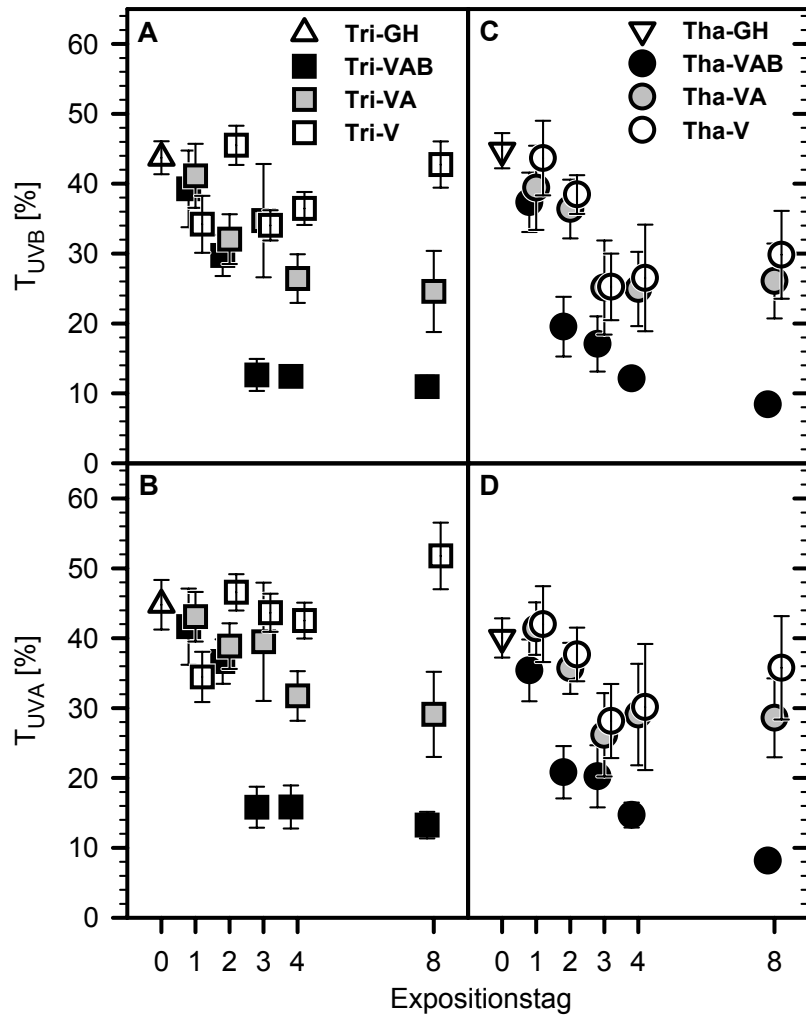 A
Tri-GH
Tri-VAB
Tri-VA
Tri-V
C
Tha-GH
Tha-VAB
Tha-VA
Tha-V
60
50
40
30
20
10
0
T_UVB [%]
B
D
60
50
40
30
20
10
0
T_UVA [%]
0 1 2 3 4 8
0 1 2 3 4 8
Expositionstag